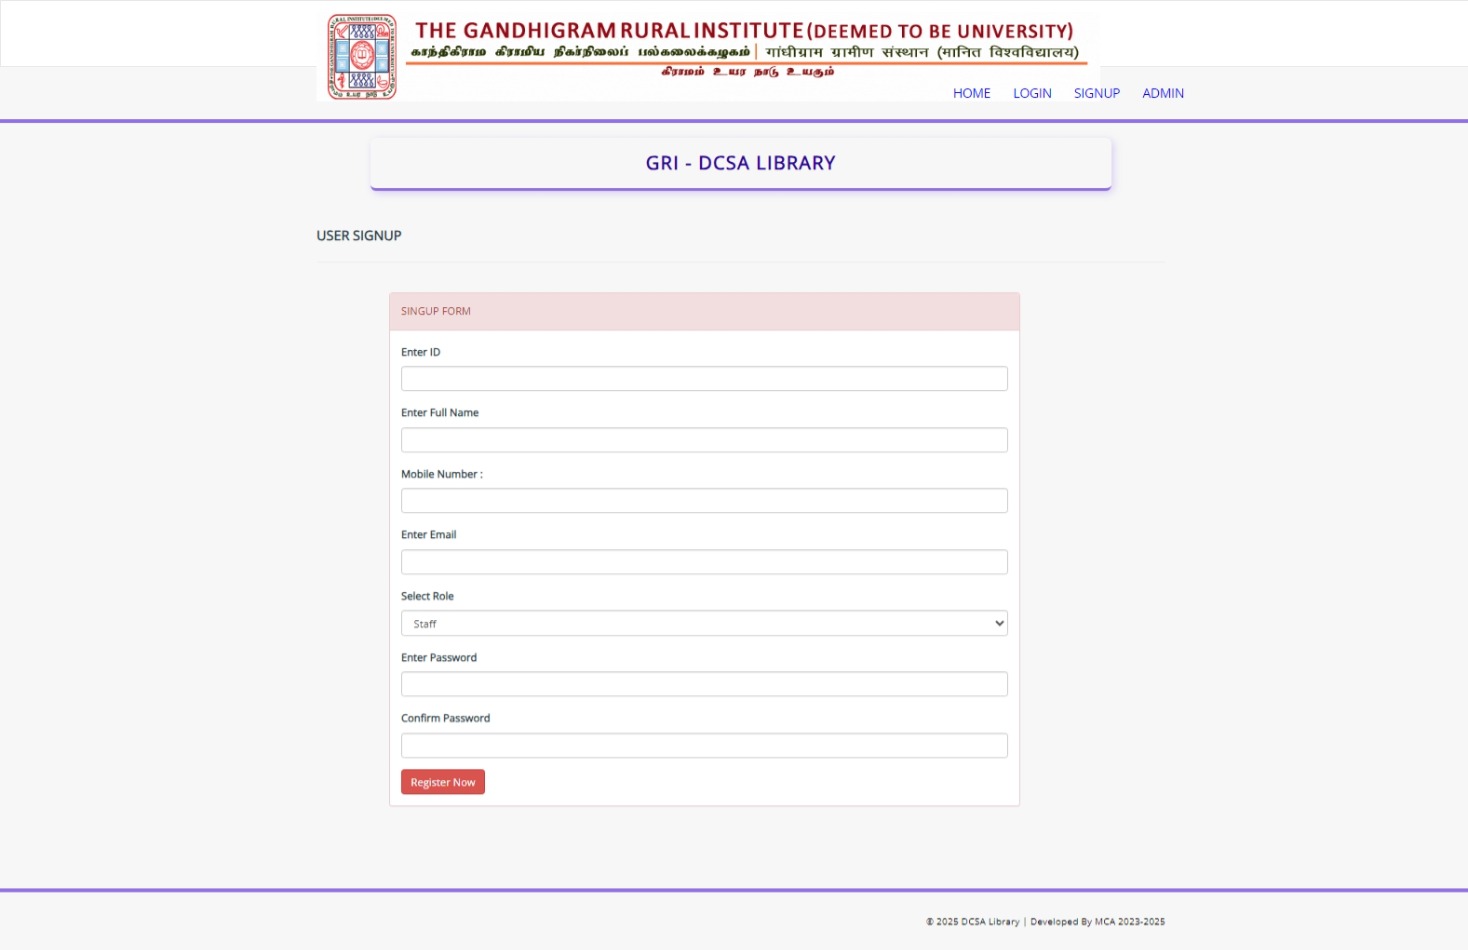 THE GANDHIGRAM RURAL INSTITUTE (DEEMED TO BE UNIVERSITY)
காந்திகிராம கிராமிய நிகர்நிலைப் பல்கலைக்கழகம் | गांधीग्राम ग्रामीण संस्थान (मानित विश्वविद्यालय)
கிராமம் உயர நாடு உயரும்
HOME LOGIN SIGNUP ADMIN
GRI - DCSA LIBRARY
USER SIGNUP
SINGUP FORM
Enter ID
Enter Full Name
Mobile Number :
Enter Email
Select Role
Staff
Enter Password
Confirm Password
Register Now
© 2025 DCSA Library | Developed By MCA 2023-2025